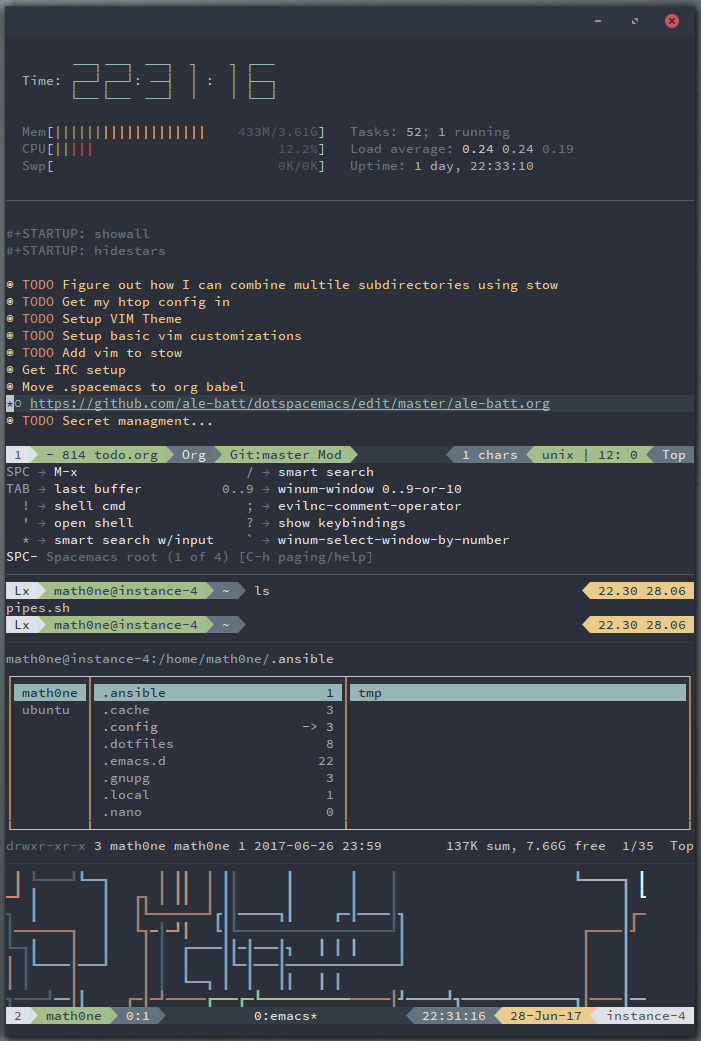 Time: 22:31:16
Mem[||||||||||||||||||| 433M/3.61G] Tasks: 52; 1 running
CPU[||||| 12.2%] Load average: 0.24 0.24 0.19
Swp[ 0K/0K] Uptime: 1 day, 22:33:10
#+STARTUP: showall
#+STARTUP: hidestars
TODO Figure out how I can combine multile subdirectories using stow
TODO Get my htop config in
TODO Setup VIM Theme
TODO Setup basic vim customizations
TODO Add vim to stow
Get IRC setup
Move .spacemacs to org babel
*○ https://github.com/ale-batt/dotspacemacs/edit/master/ale-batt.org
TODO Secret managment...
1 - 814 todo.org Org Git:master Mod 1 chars unix | 12: 0 Top
SPC → M-x / → smart search
TAB → last buffer 0..9 → winum-window 0..9-or-10
! → shell cmd ; → evilnc-comment-operator
' → open shell ? → show keybindings
* → smart search w/input ` → winum-select-window-by-number
SPC- Spacemacs root (1 of 4) [C-h paging/help]
Lx math0ne@instance-4 ~ ls 22.30 28.06
pipes.sh
Lx math0ne@instance-4 ~ 22.30 28.06
math0ne@instance-4:/home/math0ne/.ansible
math0ne .ansible 1 tmp
ubuntu .cache 3
.config -> 3
.dotfiles 8
.emacs.d 22
.gnupg 3
.local 1
.nano 0
drwxr-xr-x 3 math0ne math0ne 1 2017-06-26 23:59 137K sum, 7.66G free 1/35 Top
2 math0ne 0:1 0:emacs* 22:31:16 28-Jun-17 instance-4